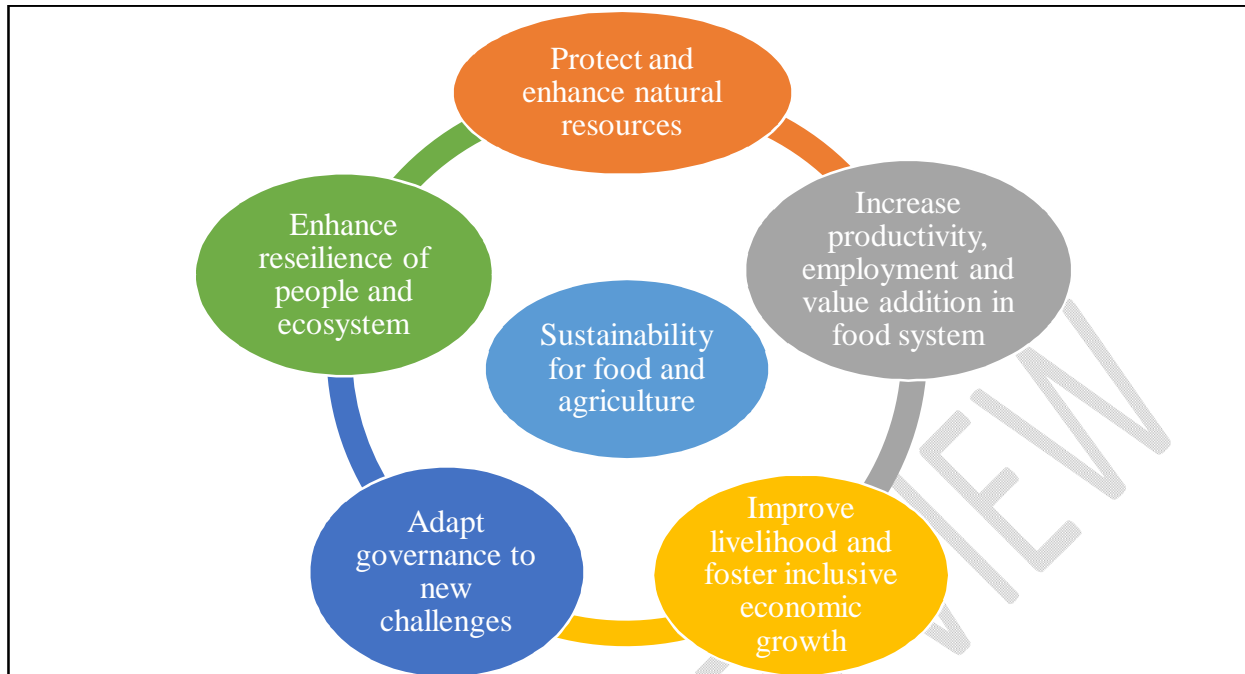 Protect and
enhance natural
resources
Increase
productivity,
employment and
value addition in
food system
Improve
livelihood and
foster inclusive
economic
growth
Adapt
governance to
new
challenges
Enhance
reseilience of
people and
ecosystem
Sustainability
for food and
agriculture
VIEW